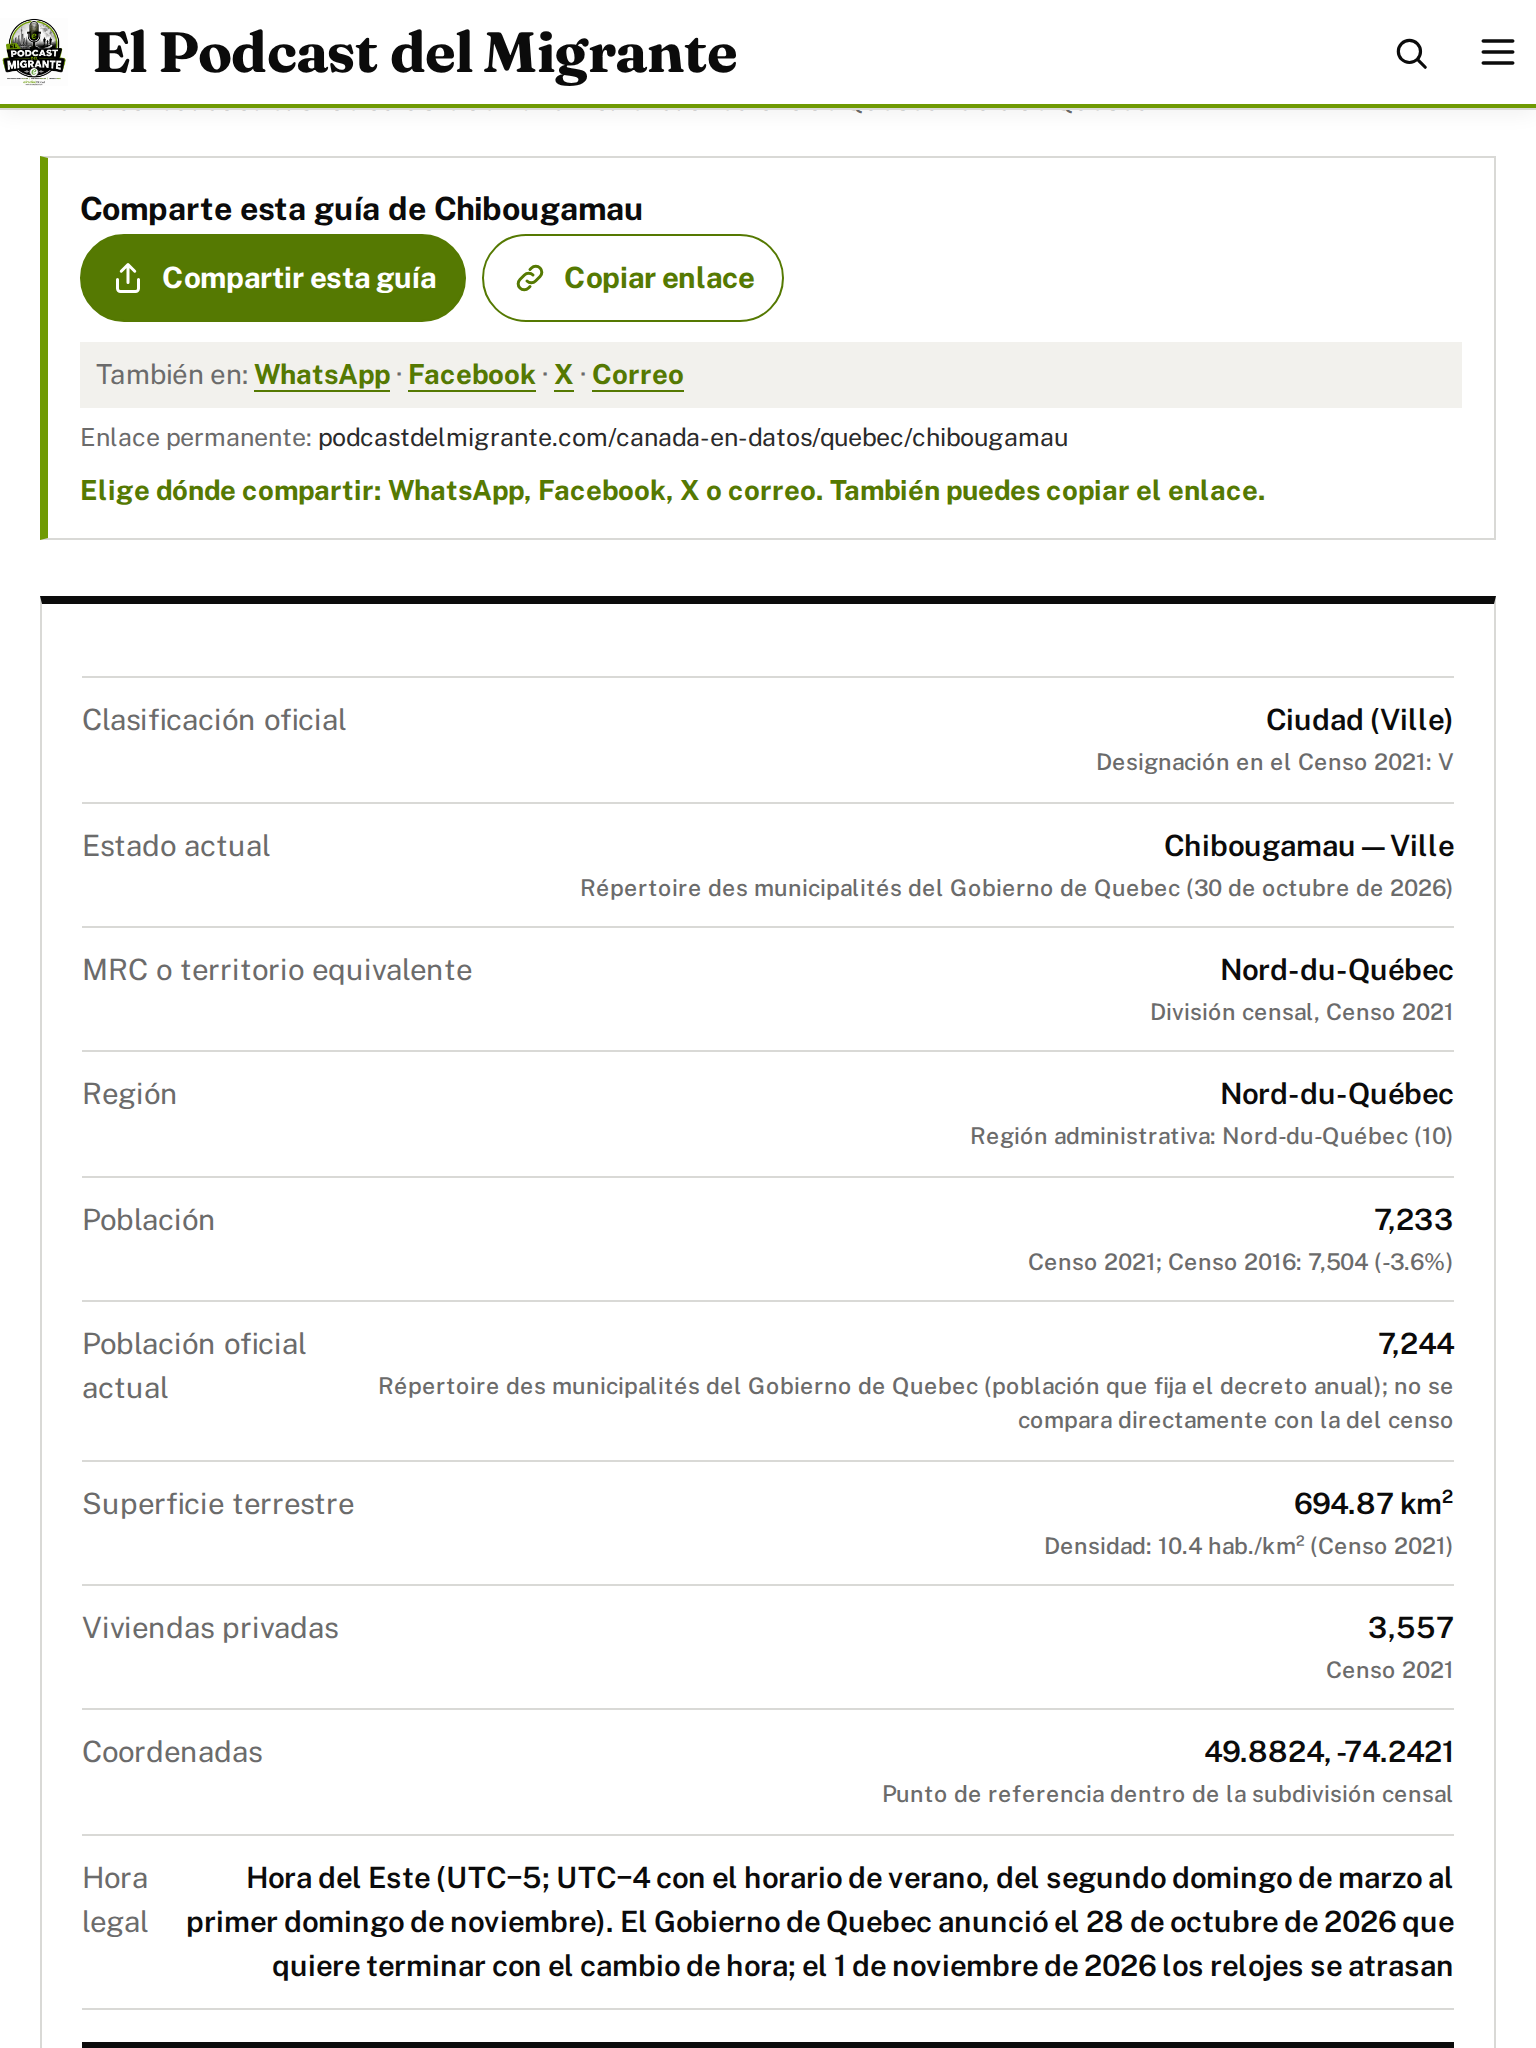 PODCAST
MIGRANTE
El Podcast del Migrante
Comparte esta guía de Chibougamau
Compartir esta guía
Copiar enlace
También en: WhatsApp · Facebook · X · Correo
Enlace permanente: podcastdelmigrante.com/canada-en-datos/quebec/chibougamau
Elige dónde compartir: WhatsApp, Facebook, X o correo. También puedes copiar el enlace.
Clasificación oficial
Ciudad (Ville)
Designación en el Censo 2021: V
Estado actual
Chibougamau — Ville
Répertoire des municipalités del Gobierno de Quebec (30 de octubre de 2026)
MRC o territorio equivalente
Nord-du-Québec
División censal, Censo 2021
Región
Nord-du-Québec
Región administrativa: Nord-du-Québec (10)
Población
7,233
Censo 2021; Censo 2016: 7,504 (-3.6%)
Población oficial
actual
7,244
Répertoire des municipalités del Gobierno de Quebec (población que fija el decreto anual); no se
compara directamente con la del censo
Superficie terrestre
694.87 km²
Densidad: 10.4 hab./km² (Censo 2021)
Viviendas privadas
3,557
Censo 2021
Coordenadas
49.8824, -74.2421
Punto de referencia dentro de la subdivisión censal
Hora
legal
Hora del Este (UTC−5; UTC−4 con el horario de verano, del segundo domingo de marzo al
primer domingo de noviembre). El Gobierno de Quebec anunció el 28 de octubre de 2026 que
quiere terminar con el cambio de hora; el 1 de noviembre de 2026 los relojes se atrasan